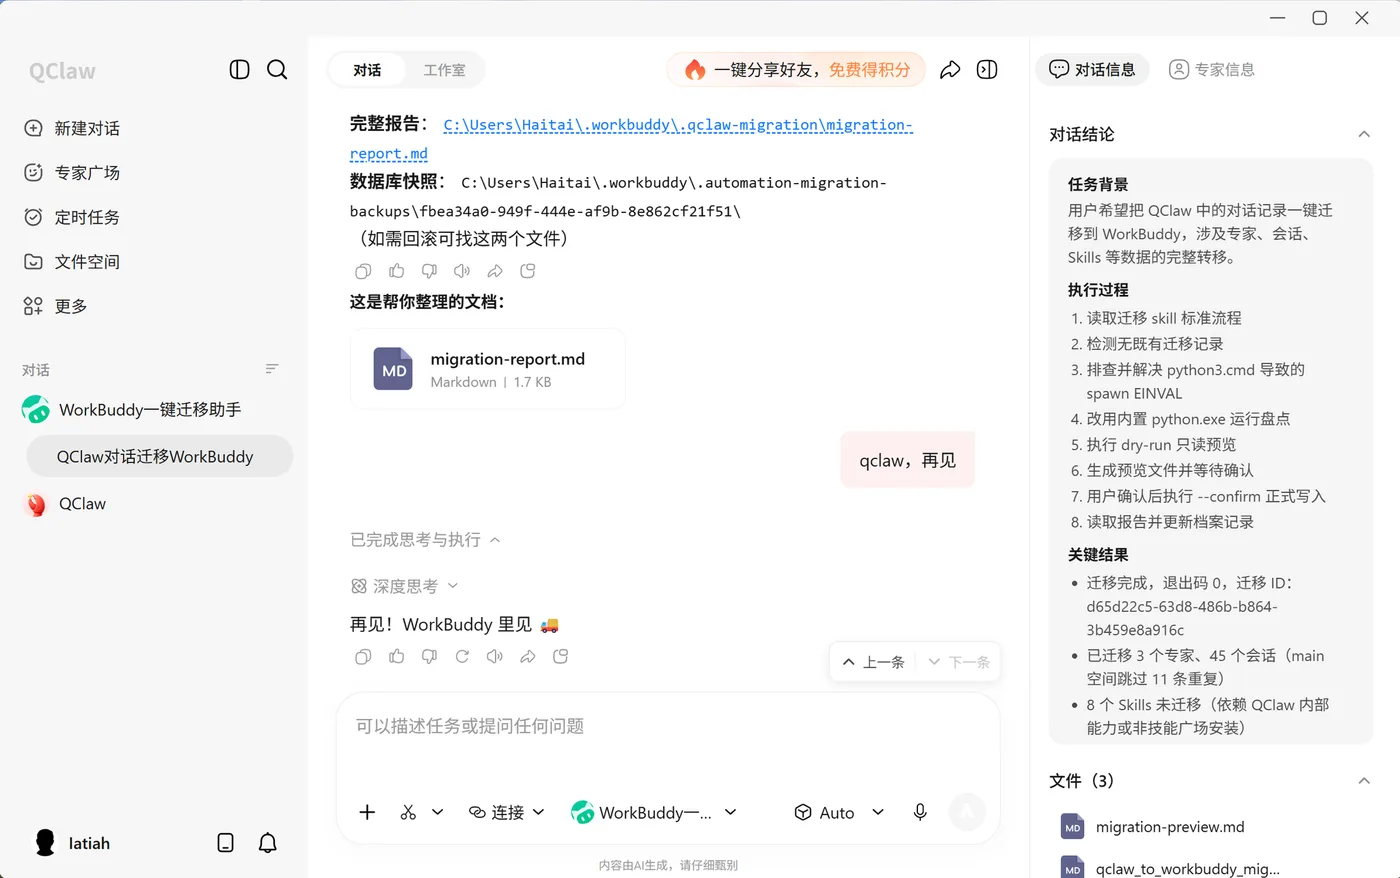 QClaw
新建对话
专家广场
定时任务
文件空间
更多
对话
WorkBuddy一键迁移助手
QClaw对话迁移WorkBuddy
QClaw
latiah
对话
工作室
一键分享好友，免费得积分
完整报告： C:\Users\Haitai\.workbuddy\.qclaw-migration\migration-
report.md
数据库快照： C:\Users\Haitai\.workbuddy\.automation-migration-
backups\fbea34a0-949f-444e-af9b-8e862cf21f51\
（如需回滚可找这两个文件）
这是帮你整理的文档：
MD
migration-report.md
Markdown | 1.7 KB
qclaw，再见
已完成思考与执行
深度思考
再见！WorkBuddy 里见 🚚
上一条
下一条
可以描述任务或提问任何问题
连接
WorkBuddy一...
Auto
内容由AI生成，请仔细甄别
对话信息
专家信息
对话结论
任务背景
用户希望把 QClaw 中的对话记录一键迁
移到 WorkBuddy，涉及专家、会话、
Skills 等数据的完整转移。
执行过程
1. 读取迁移 skill 标准流程
2. 检测无既有迁移记录
3. 排查并解决 python3.cmd 导致的
spawn EINVAL
4. 改用内置 python.exe 运行盘点
5. 执行 dry-run 只读预览
6. 生成预览文件并等待确认
7. 用户确认后执行 --confirm 正式写入
8. 读取报告并更新档案记录
关键结果
• 迁移完成，退出码 0，迁移 ID：
d65d22c5-63d8-486b-b864-
3b459e8a916c
• 已迁移 3 个专家、45 个会话（main
空间跳过 11 条重复）
• 8 个 Skills 未迁移（依赖 QClaw 内部
能力或非技能广场安装）
文件（3）
MD
migration-preview.md
MD
qclaw_to_workbuddy_mig...